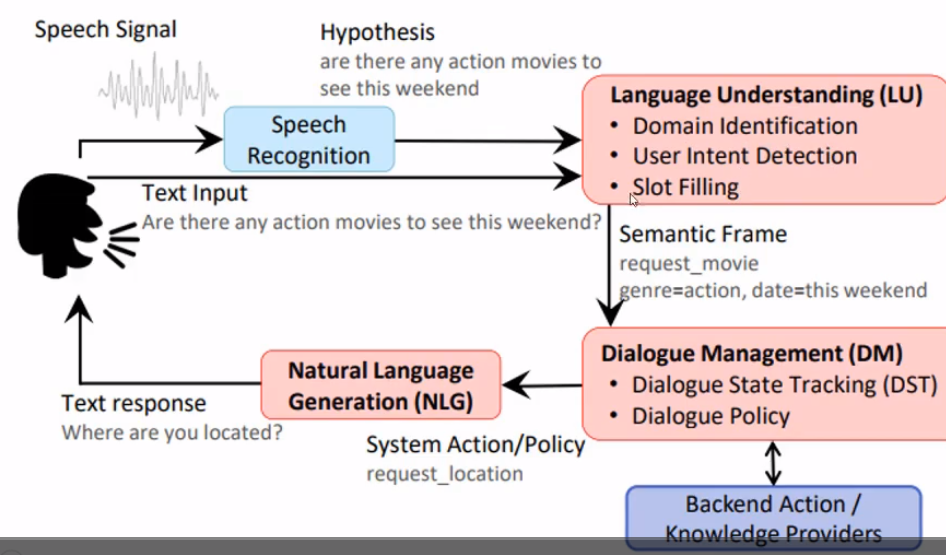 Speech Signal
Hypothesis
are there any action movies to
see this weekend
Speech
Recognition
Language Understanding (LU)
• Domain Identification
• User Intent Detection
• Slot Filling
Text Input
Are there any action movies to see this weekend?
Semantic Frame
request_movie
genre=action, date=this weekend
Dialogue Management (DM)
• Dialogue State Tracking (DST)
• Dialogue Policy
Natural Language
Generation (NLG)
System Action/Policy
request_location
Text response
Where are you located?
Backend Action /
Knowledge Providers